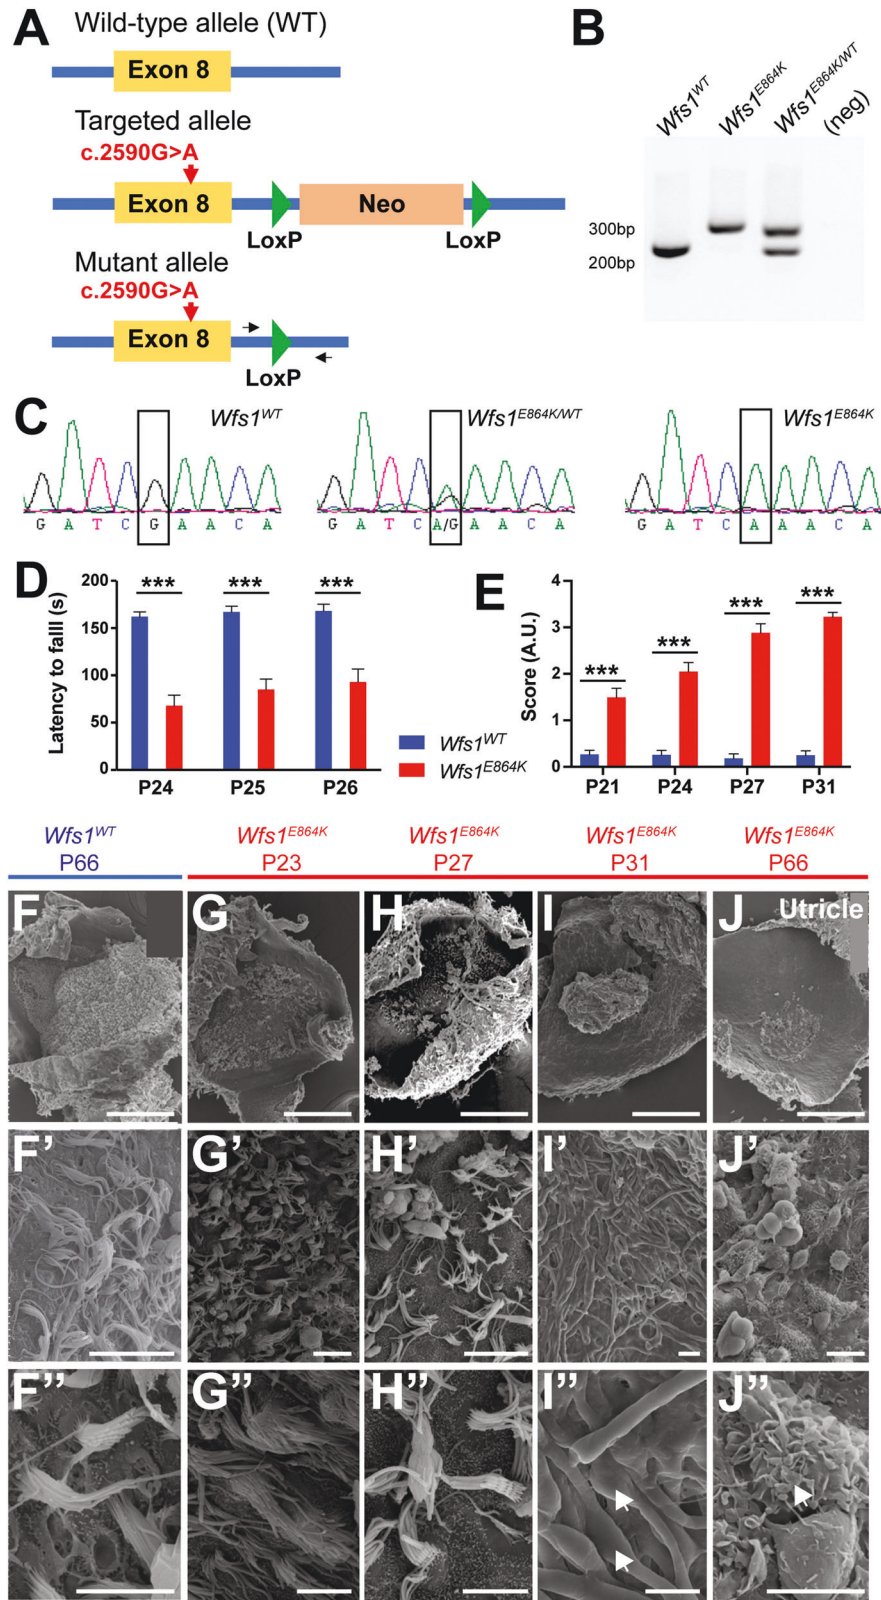 A
Wild-type allele (WT)
Exon 8
Targeted allele
c.2590G>A
Exon 8
Neo
LoxP
LoxP
Mutant allele
c.2590G>A
Exon 8
LoxP
B
Wfs1WT
Wfs1E864K
Wfs1E864K/WT
(neg)
300bp
200bp
C
Wfs1WT
G A T C G A A C A
Wfs1E864K/WT
G A T C A/G A A C A
Wfs1E864K
G A T C A A A C A
D
Latency to falll (s)
200
150
100
50
0
*** *** ***
P24 P25 P26
Wfs1WT
Wfs1E864K
E
Score (A.U.)
4
3
2
1
0
*** *** *** ***
P21 P24 P27 P31
Wfs1WT Wfs1E864K Wfs1E864K Wfs1E864K Wfs1E864K
P66 P23 P27 P31 P66
F G H I J Utricle
F' G' H' I' J'
F" G" H" I" J"